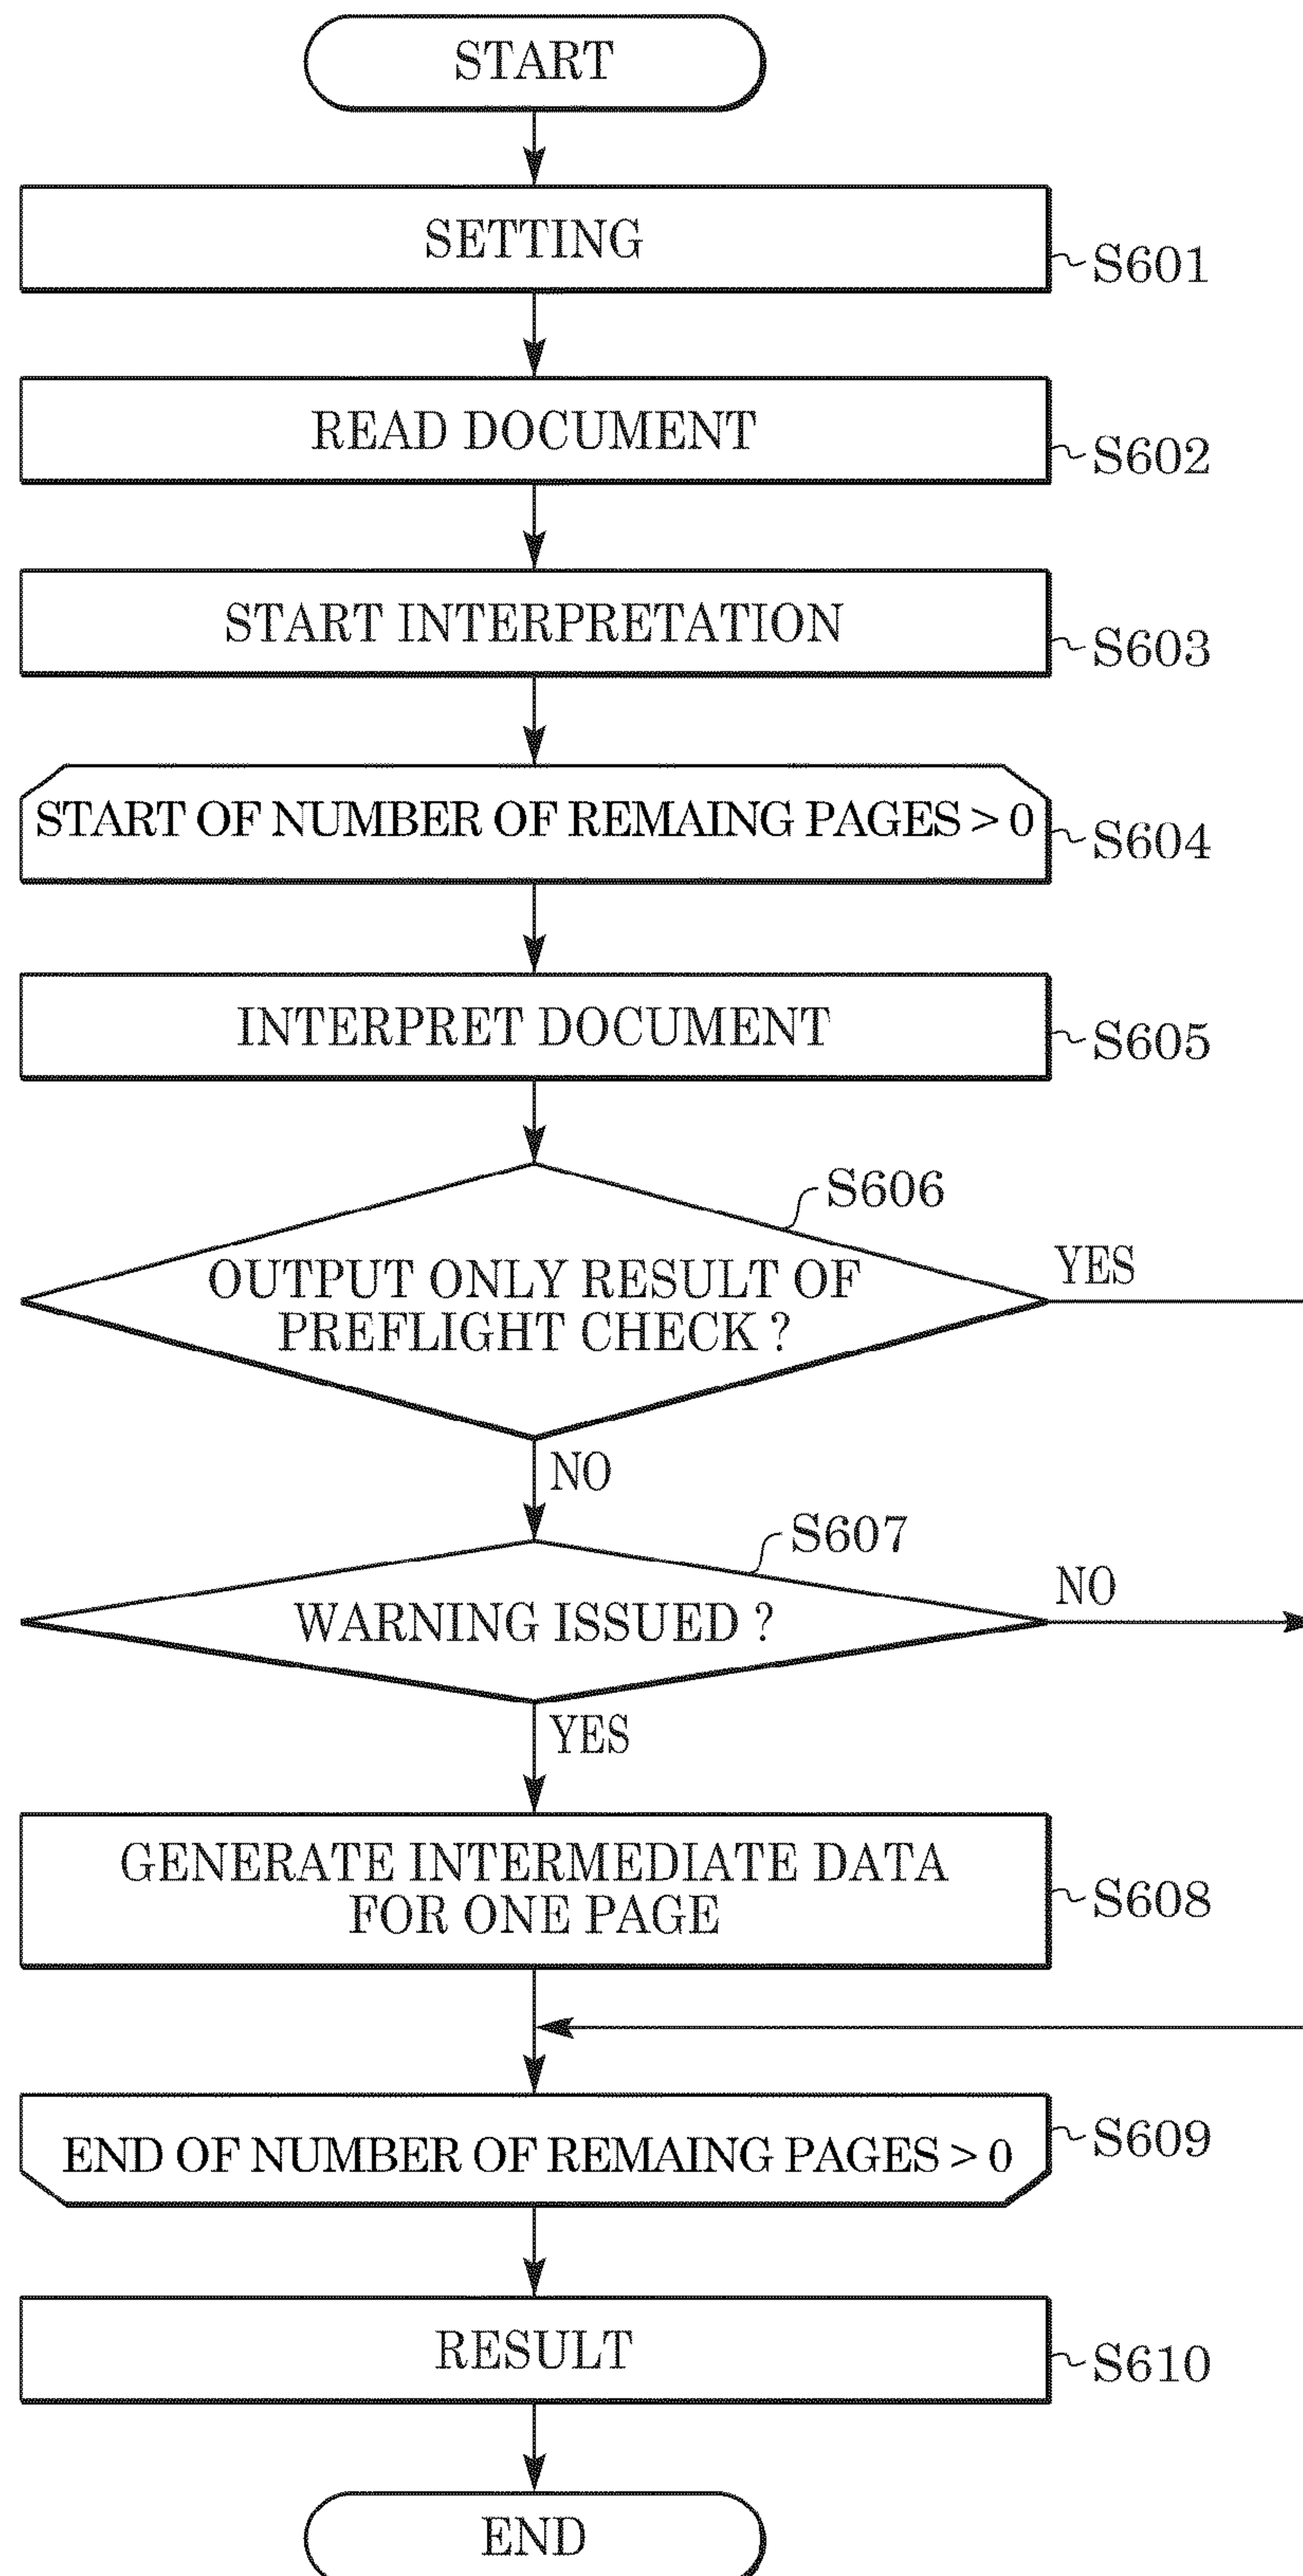 START
SETTING
S601
READ DOCUMENT
S602
START INTERPRETATION
S603
START OF NUMBER OF REMAING PAGES > 0
S604
INTERPRET DOCUMENT
S605
S606
OUTPUT ONLY RESULT OF
PREFLIGHT CHECK ?
YES
NO
S607
WARNING ISSUED ?
NO
YES
GENERATE INTERMEDIATE DATA
FOR ONE PAGE
S608
END OF NUMBER OF REMAING PAGES > 0
S609
RESULT
S610
END